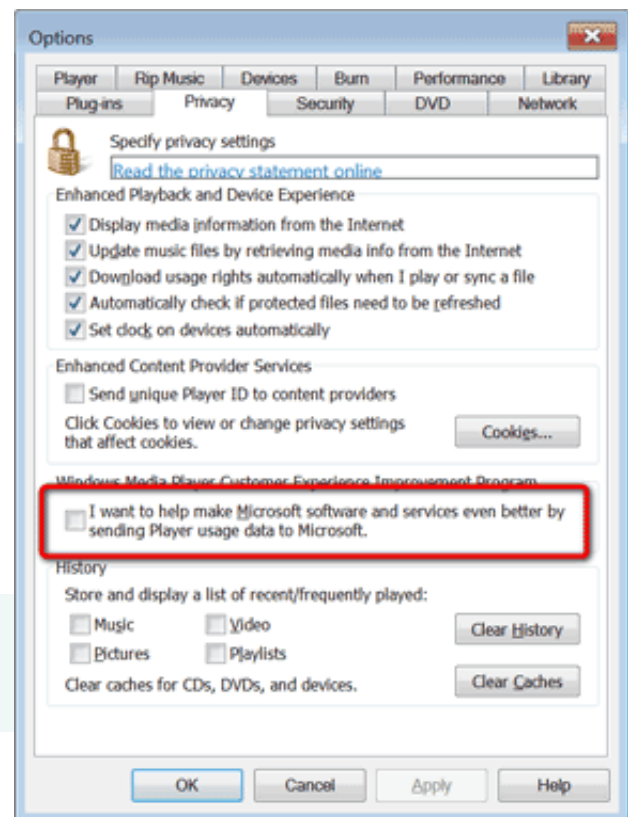 Options
Player Rip Music Devices Burn Performance Library
Plug-ins Privacy Security DVD Network
Specify privacy settings
Read the privacy statement online
Enhanced Playback and Device Experience
Display media information from the Internet
Update music files by retrieving media info from the Internet
Download usage rights automatically when I play or sync a file
Automatically check if protected files need to be refreshed
Set clock on devices automatically
Enhanced Content Provider Services
Send unique Player ID to content providers
Click Cookies to view or change privacy settings
that affect cookies.
Cookies...
Windows Media Player Customer Experience Improvement Program
I want to help make Microsoft software and services even better by
sending Player usage data to Microsoft.
History
Store and display a list of recent/frequently played:
Music Video
Clear History
Pictures Playlists
Clear caches for CDs, DVDs, and devices.
Clear Caches
OK Cancel Apply Help